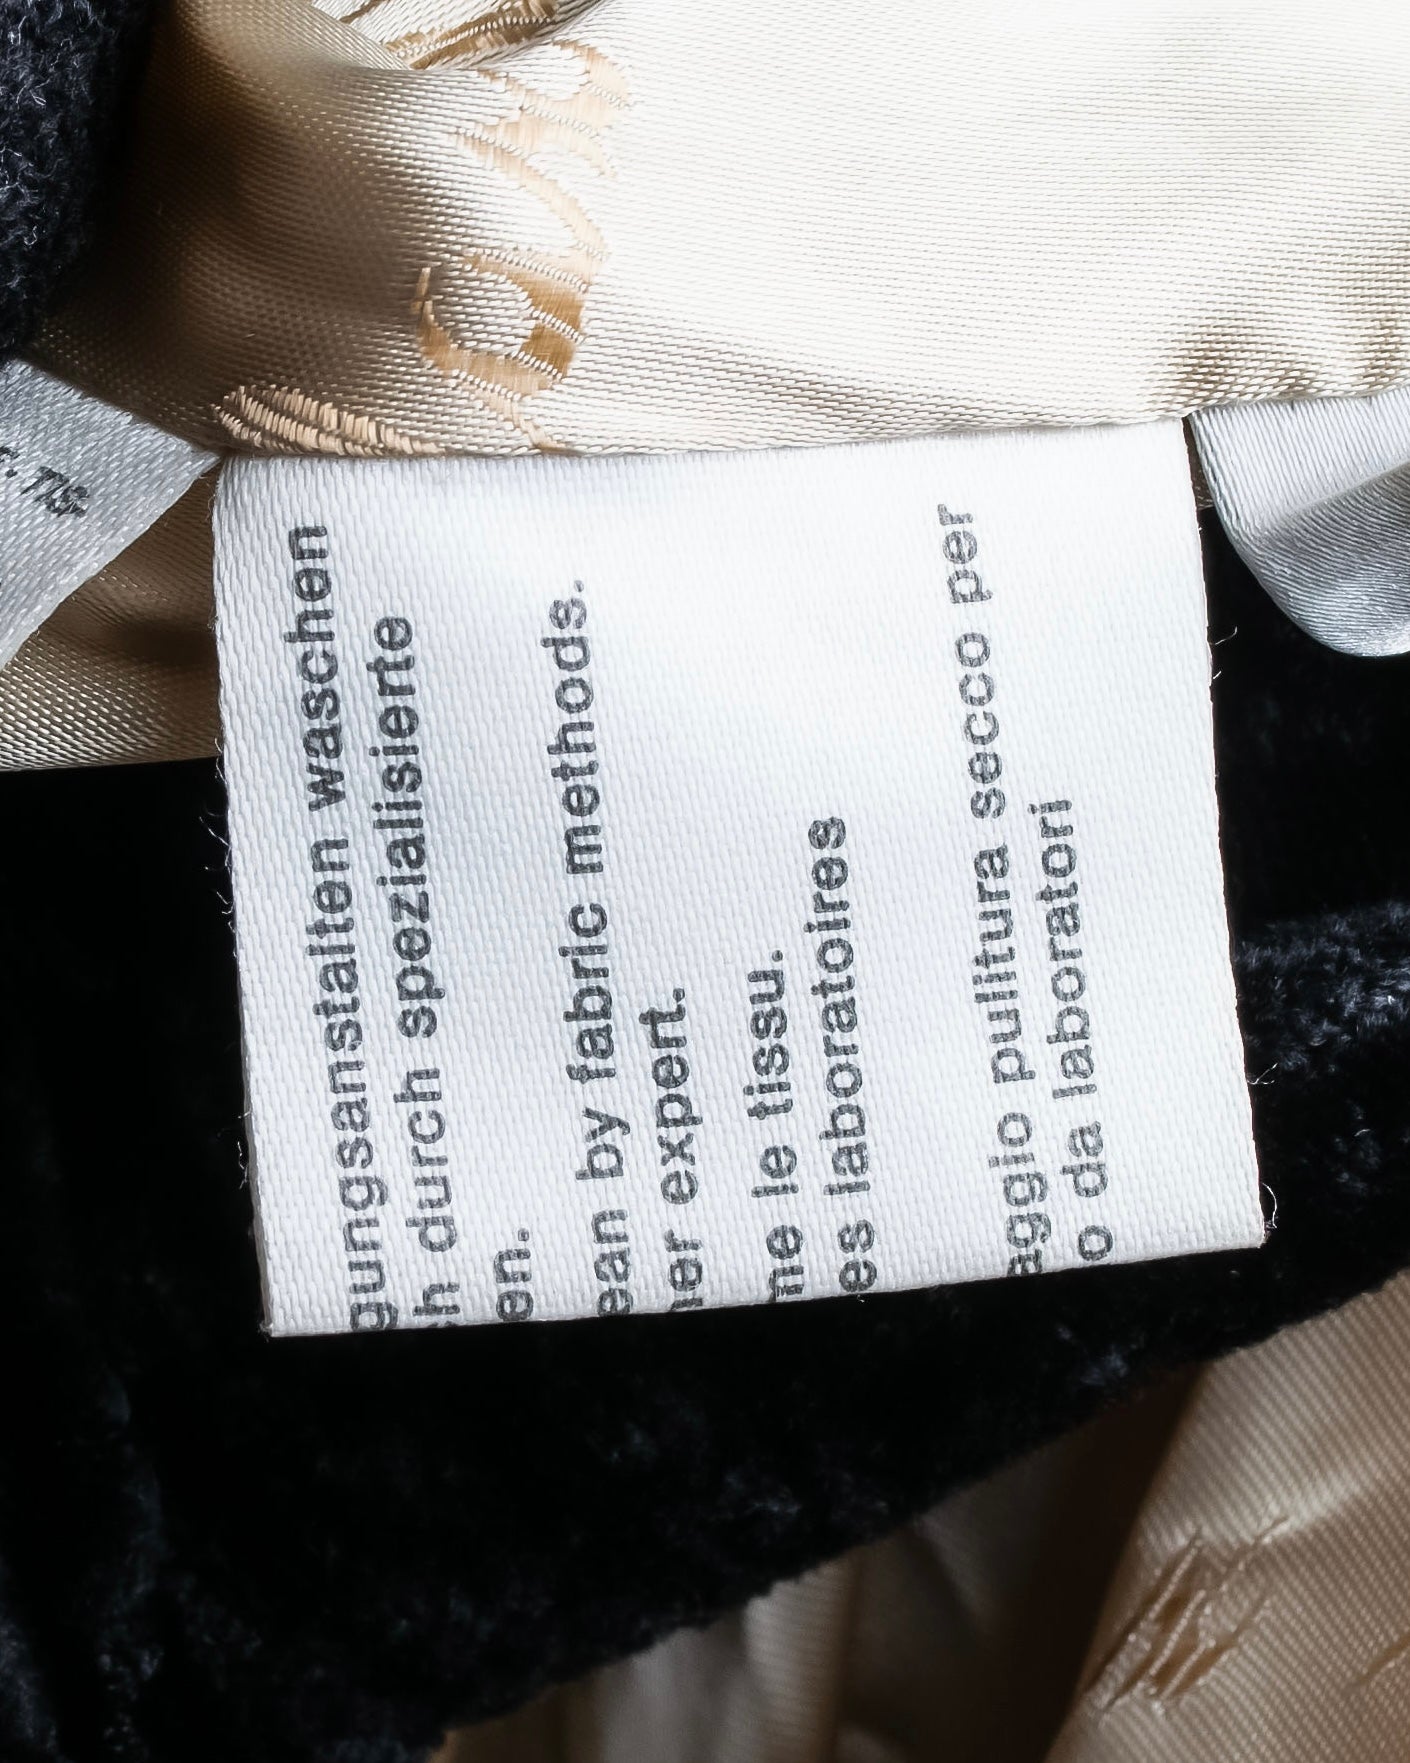 gungsanstalten waschen
h durch spezialisierte
en.
ean by fabric methods.
er expert.
me le tissu.
es laboratoires
aggio pulitura secco per
o da laboratori